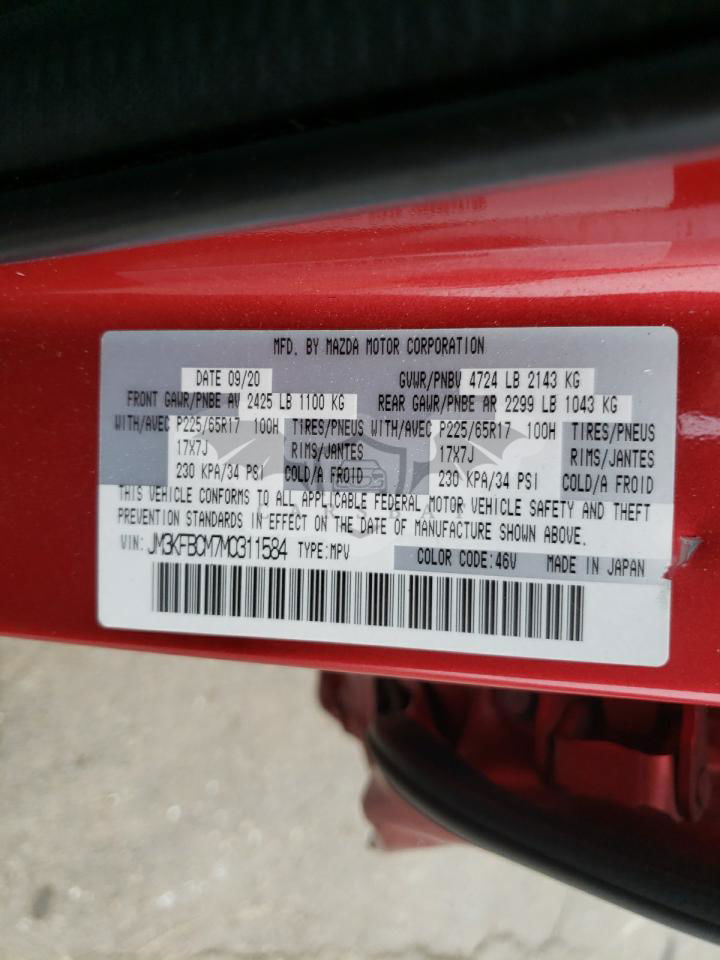 MFD. BY MAZDA MOTOR CORPORATION
DATE 09/20 GVWR/PNBV 4724 LB 2143 KG
FRONT GAWR/PNBE AV 2425 LB 1100 KG REAR GAWR/PNBE AR 2299 LB 1043 KG
WITH/AVEC P225/65R17 100H TIRES/PNEUS WITH/AVEC P225/65R17 100H TIRES/PNEUS
17X7J RIMS/JANTES 17X7J RIMS/JANTES
230 KPA/34 PSI COLD/A FROID 230 KPA/34 PSI COLD/A FROID
THIS VEHICLE CONFORMS TO ALL APPLICABLE FEDERAL MOTOR VEHICLE SAFETY AND THEFT
PREVENTION STANDARDS IN EFFECT ON THE DATE OF MANUFACTURE SHOWN ABOVE.
VIN: JM3KFBCM7M0311584 TYPE:MPV COLOR CODE:46V MADE IN JAPAN